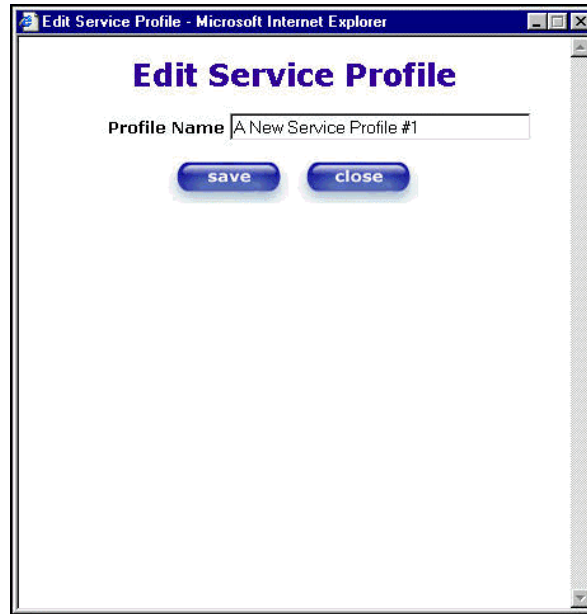 Edit Service Profile - Microsoft Internet Explorer
Edit Service Profile
Profile Name A New Service Profile #1
save close